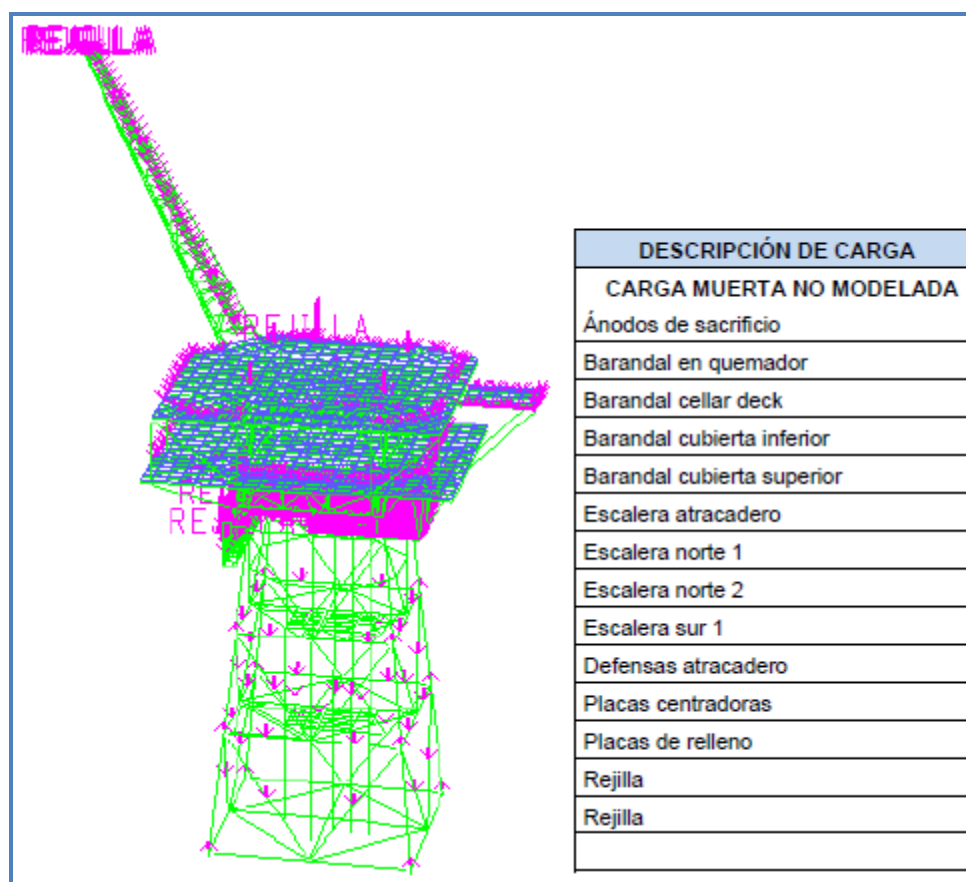 REJILLA
REJILLA
DESCRIPCIÓN DE CARGA
CARGA MUERTA NO MODELADA
Ánodos de sacrificio
Barandal en quemador
Barandal cellar deck
Barandal cubierta inferior
Barandal cubierta superior
Escalera atracadero
Escalera norte 1
Escalera norte 2
Escalera sur 1
Defensas atracadero
Placas centradoras
Placas de relleno
Rejilla
Rejilla